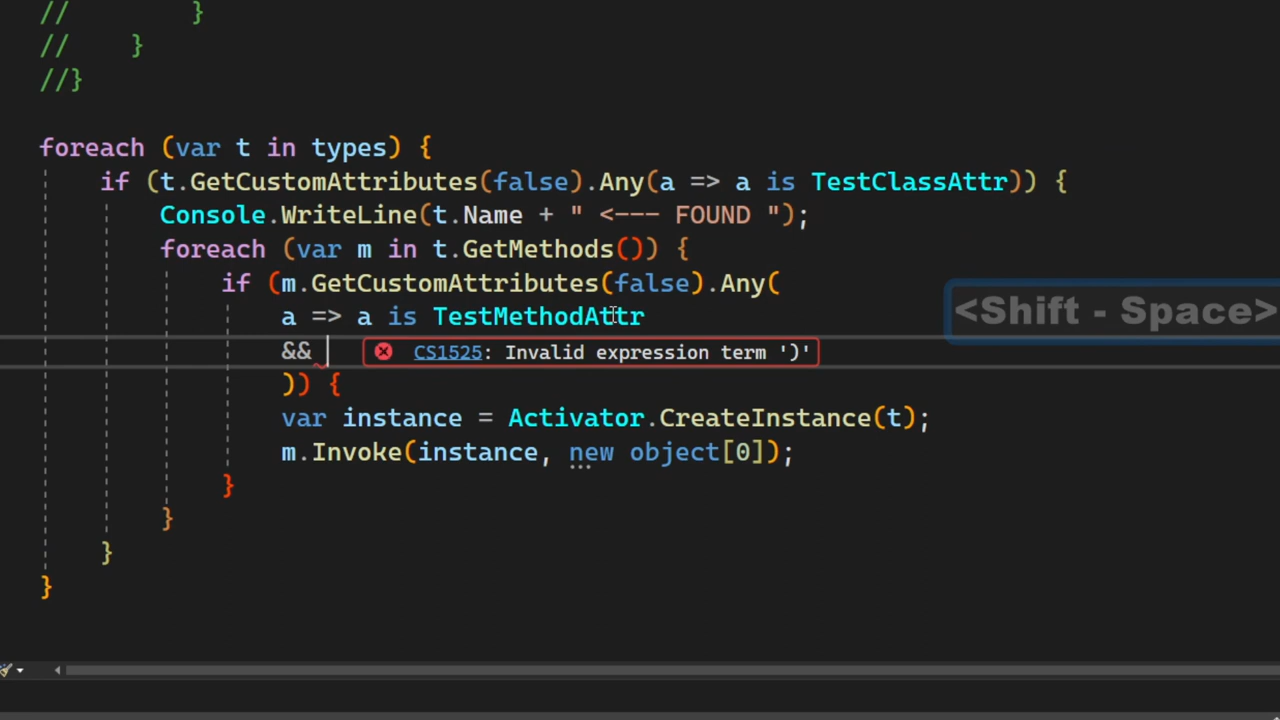 //        }
//    }
//}
foreach (var t in types) {
if (t.GetCustomAttributes(false).Any(a => a is TestClassAttr)) {
Console.WriteLine(t.Name + " <--- FOUND ");
foreach (var m in t.GetMethods()) {
if (m.GetCustomAttributes(false).Any(
a => a is TestMethodAttr
<Shift - Space>
&& CS1525: Invalid expression term ')'
)) {
var instance = Activator.CreateInstance(t);
m.Invoke(instance, new object[0]);
}
}
}
}